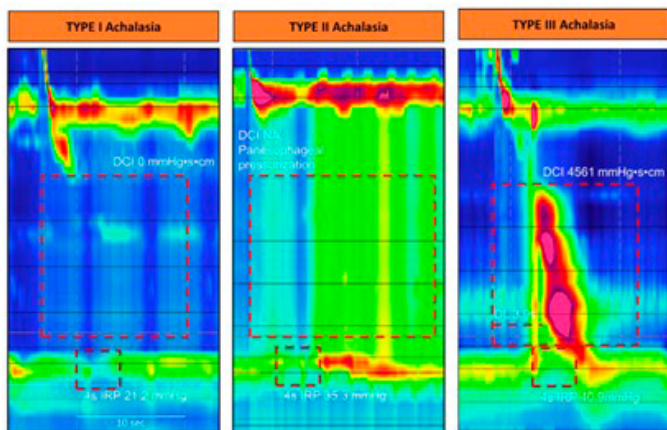 TYPE I Achalasia
DCI 0 mmHg•s•cm
4s IRP 21.2 mmHg
10 sec
TYPE II Achalasia
DCI N/A
Panesophageal
pressurization
4s IRP 35.3 mmHg
TYPE III Achalasia
DCI 4561 mmHg•s•cm
4s IRP 40.9mmHg